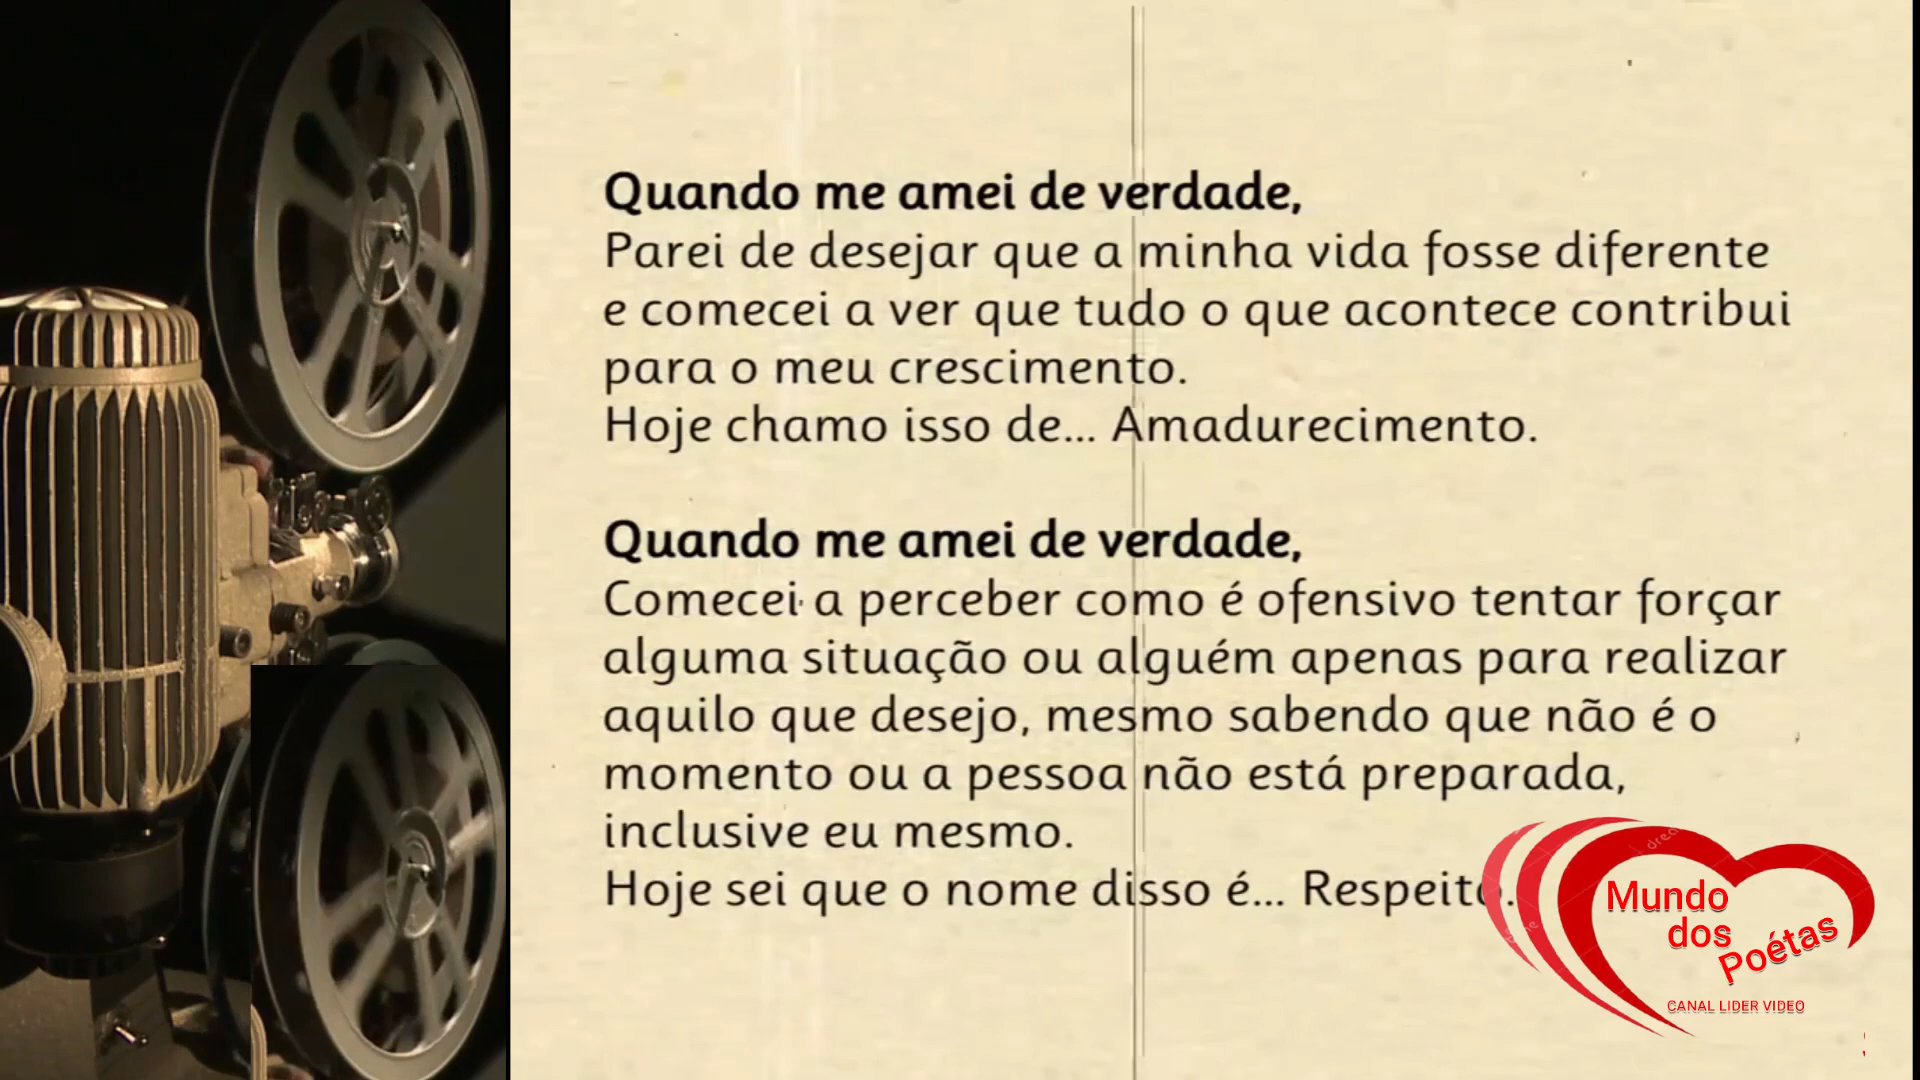 Quando me amei de verdade,
Parei de desejar que a minha vida fosse diferente
e comecei a ver que tudo o que acontece contribui
para o meu crescimento.
Hoje chamo isso de... Amadurecimento.
Quando me amei de verdade,
Comecei a perceber como é ofensivo tentar forçar
alguma situação ou alguém apenas para realizar
aquilo que desejo, mesmo sabendo que não é o
momento ou a pessoa não está preparada,
inclusive eu mesmo.
Hoje sei que o nome disso é... Respeito.
Mundo
dos
Poétas
CANAL LIDER VIDEO